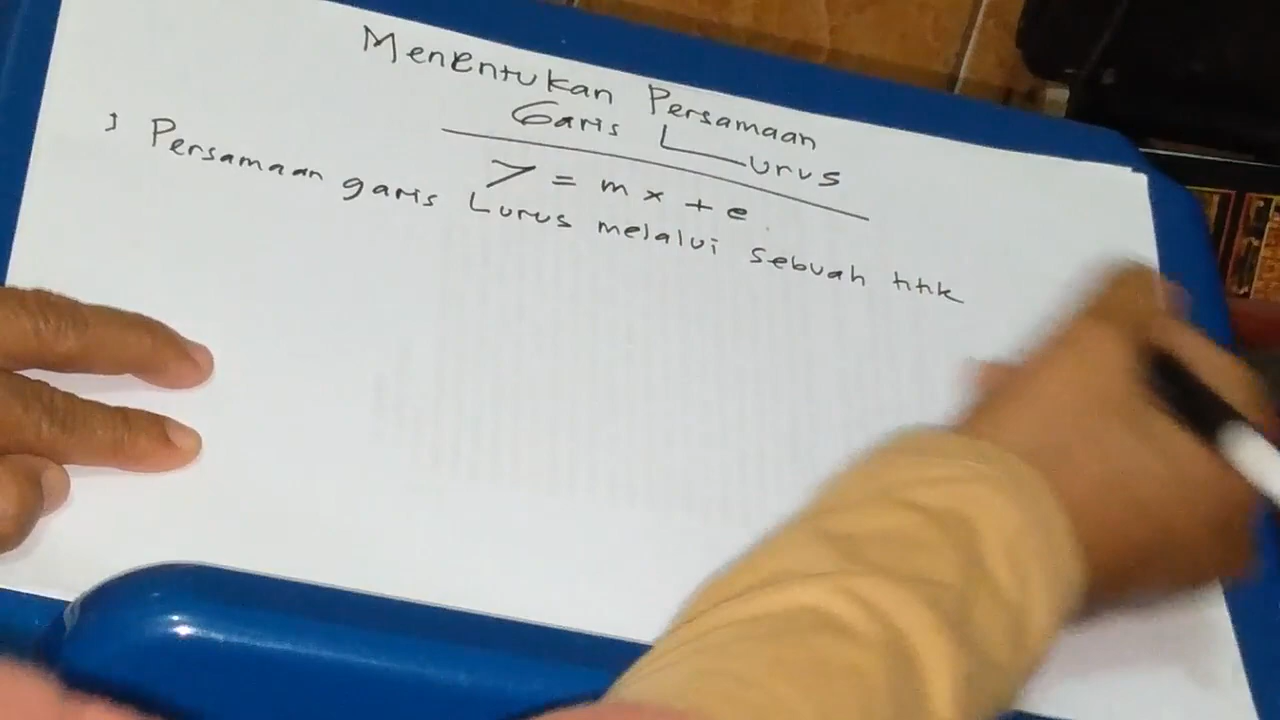 Menentukan Persamaan
Garis Lurus
y = mx + c
1 Persamaan garis Lurus melalui sebuah titik